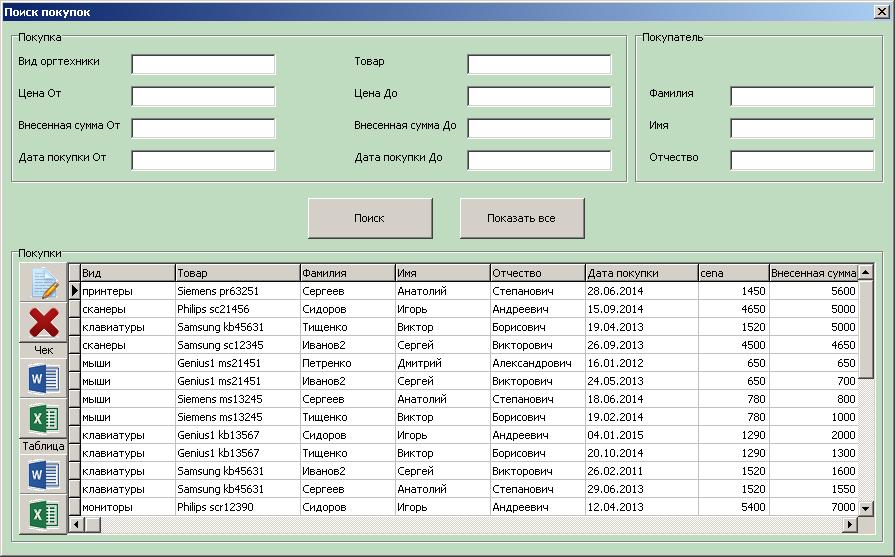 Поиск покупок
Покупка
Покупатель
Вид оргтехники Товар
Цена От Цена До Фамилия
Внесенная сумма От Внесенная сумма До Имя
Дата покупки От Дата покупки До Отчество
Поиск Показать все
Покупки
Вид Товар Фамилия Имя Отчество Дата покупки cena Внесенная сумма
принтеры Siemens pr63251 Сергеев Анатолий Степанович 28.06.2014 1450 5600
сканеры Philips sc21456 Сидоров Игорь Андреевич 15.09.2014 4650 5000
клавиатуры Samsung kb45631 Тищенко Виктор Борисович 19.04.2013 1520 5000
Чек
сканеры Samsung sc12345 Иванов2 Сергей Викторович 26.09.2013 4500 4650
мыши Genius1 ms21451 Петренко Дмитрий Александрович 16.01.2012 650 650
мыши Genius1 ms21451 Иванов2 Сергей Викторович 24.05.2013 650 700
мыши Siemens ms13245 Сергеев Анатолий Степанович 18.06.2014 780 800
мыши Siemens ms13245 Тищенко Виктор Борисович 19.02.2014 780 1000
клавиатуры Genius1 kb13567 Сидоров Игорь Андреевич 04.01.2015 1290 2000
Таблица
клавиатуры Genius1 kb13567 Тищенко Виктор Борисович 20.10.2014 1290 1300
клавиатуры Samsung kb45631 Иванов2 Сергей Викторович 26.02.2011 1520 1600
клавиатуры Samsung kb45631 Сергеев Анатолий Степанович 29.06.2013 1520 1550
мониторы Philips scr12390 Сидоров Игорь Андреевич 12.04.2013 5400 7000